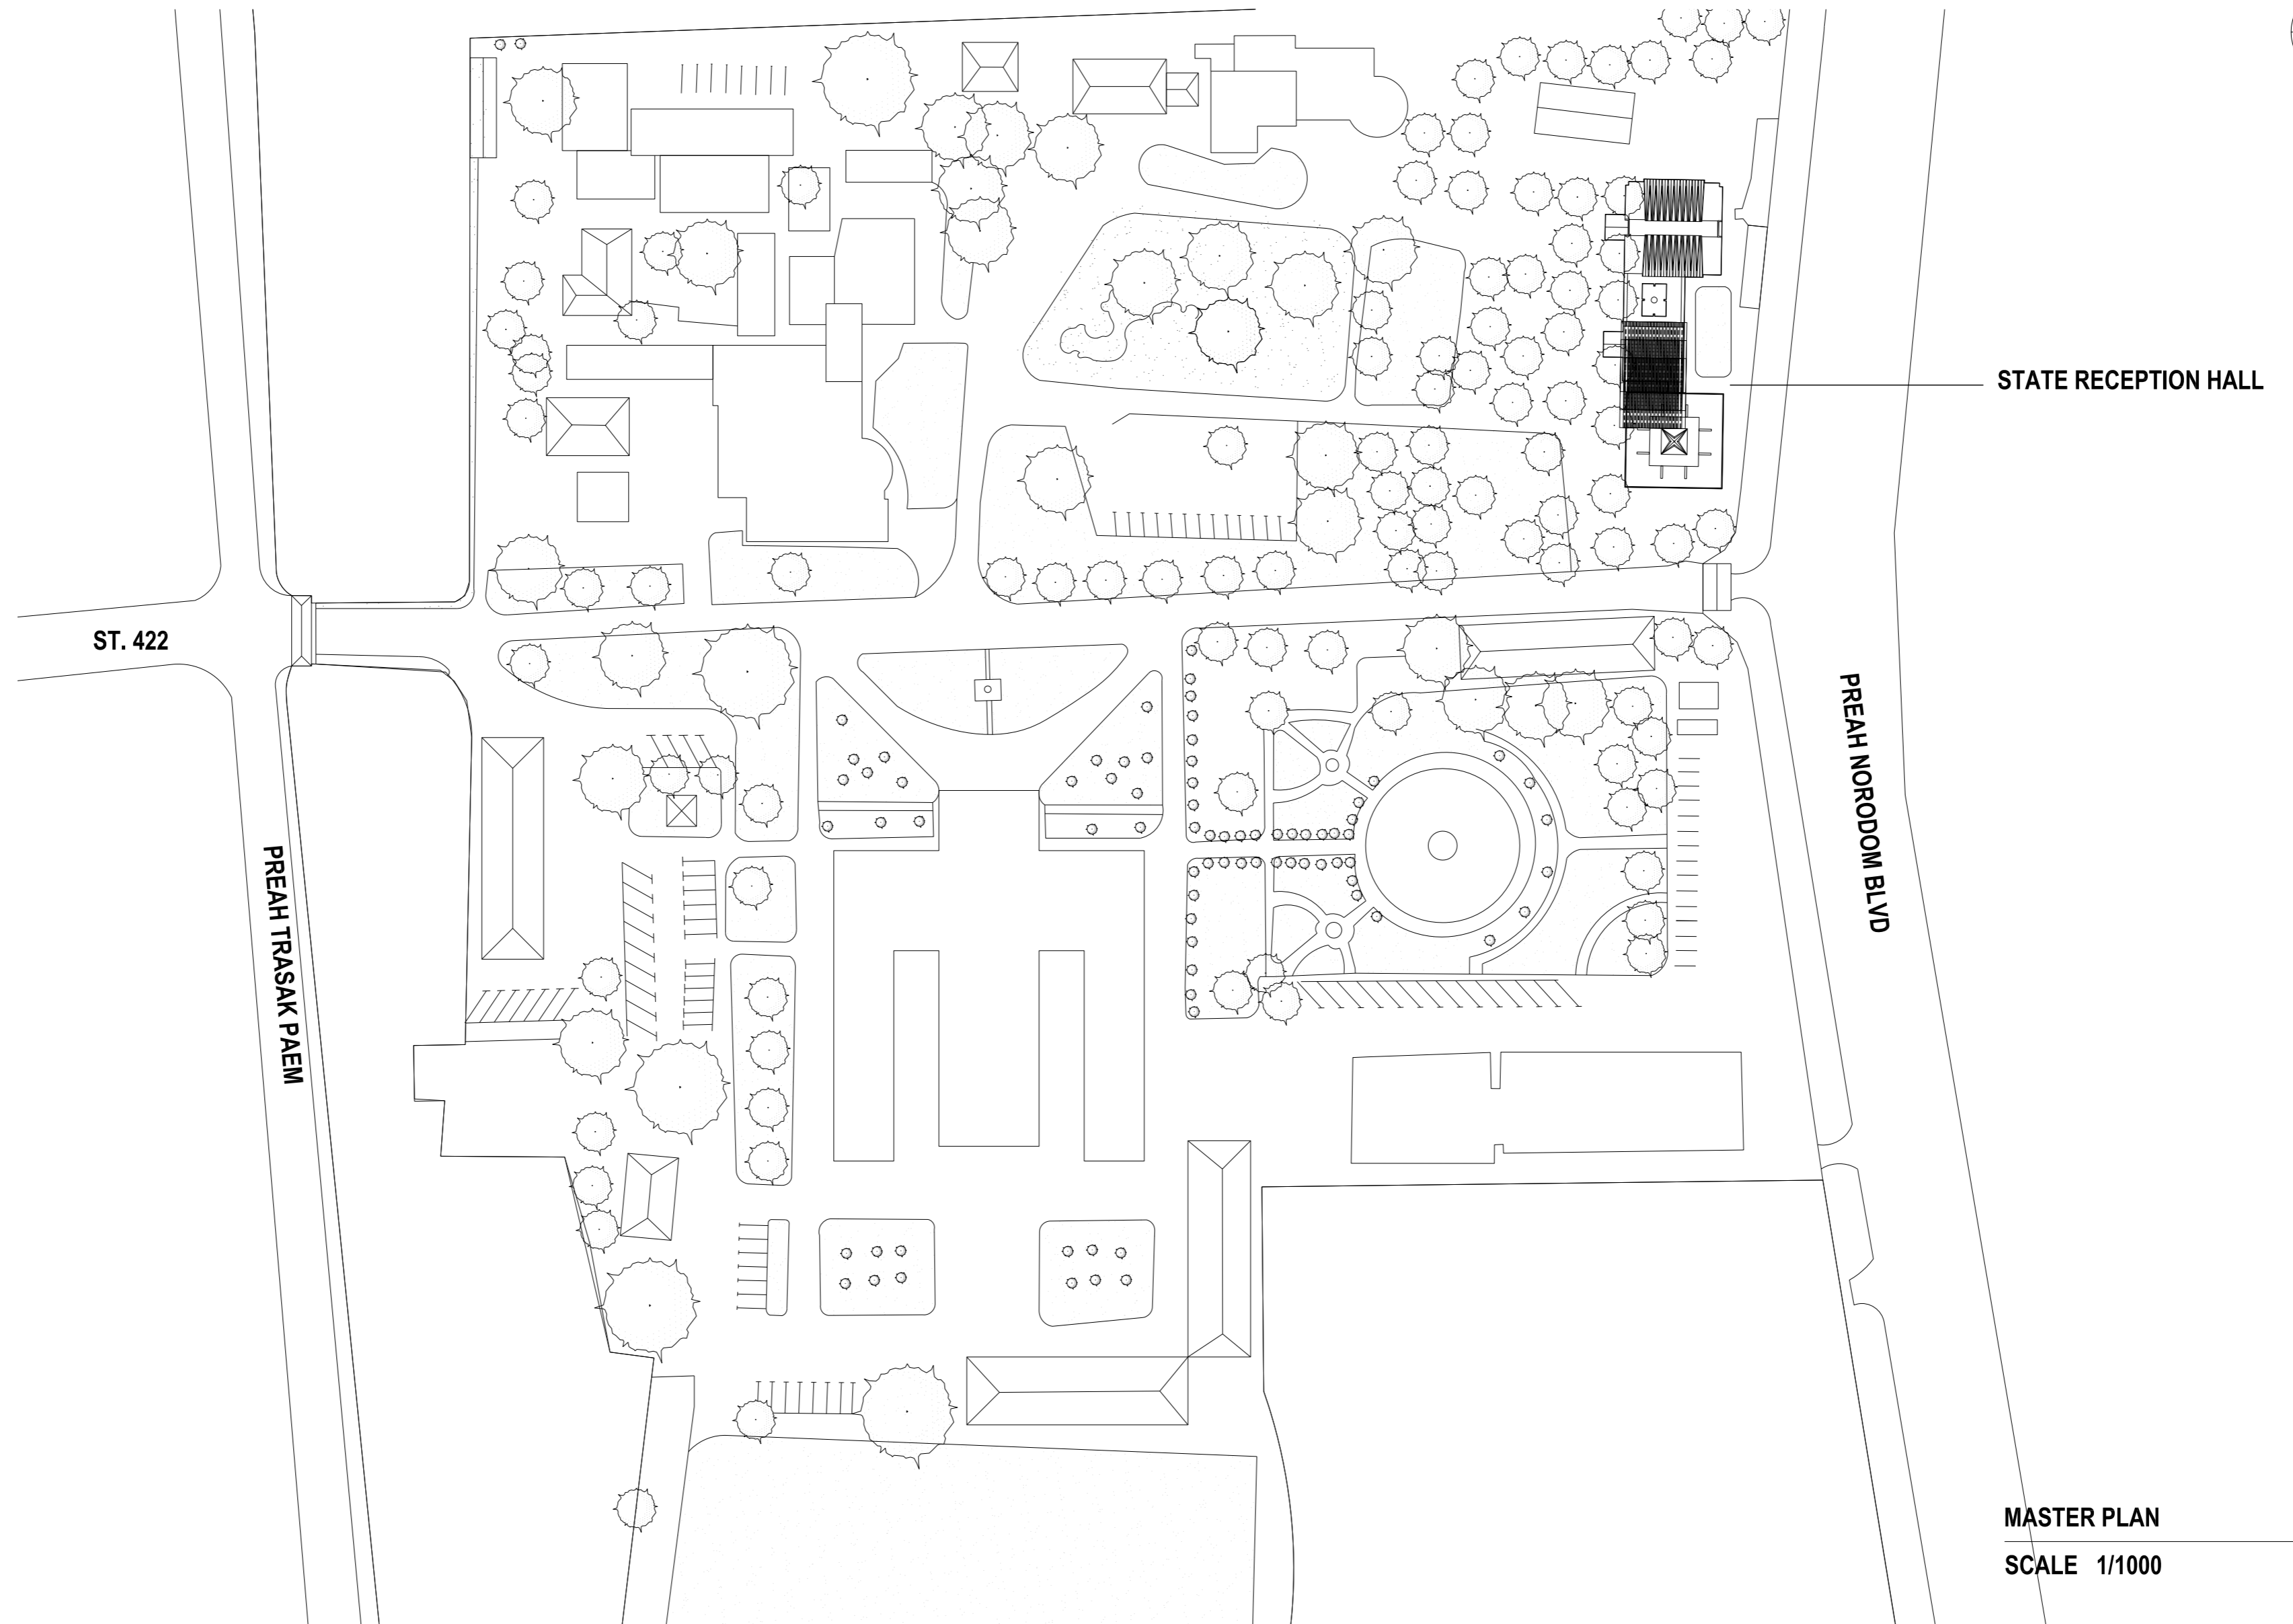 STATE RECEPTION HALL
ST. 422
PREAH NORODOM BLVD
PREAH TRASAK PAEM
MASTER PLAN
SCALE 1/1000